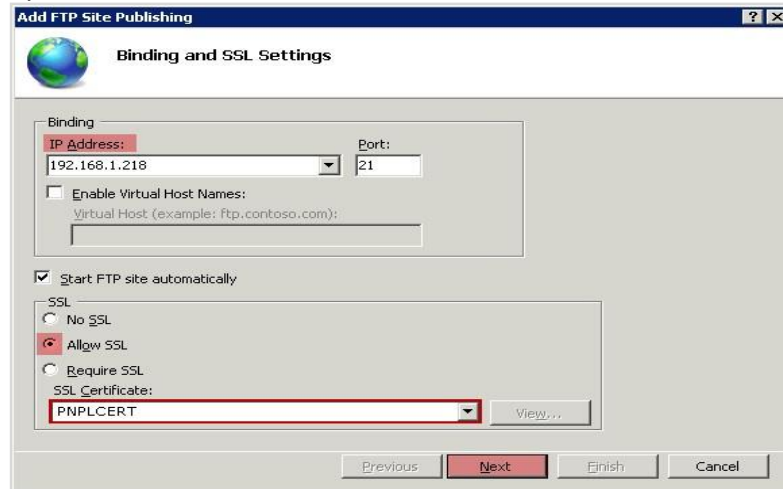 Add FTP Site Publishing
Binding and SSL Settings
Binding
IP Address: Port:
192.168.1.218 21
Enable Virtual Host Names:
Virtual Host (example: ftp.contoso.com):
Start FTP site automatically
SSL
No SSL
Allow SSL
Require SSL
SSL Certificate:
PNPLCERT View...
Previous Next Finish Cancel